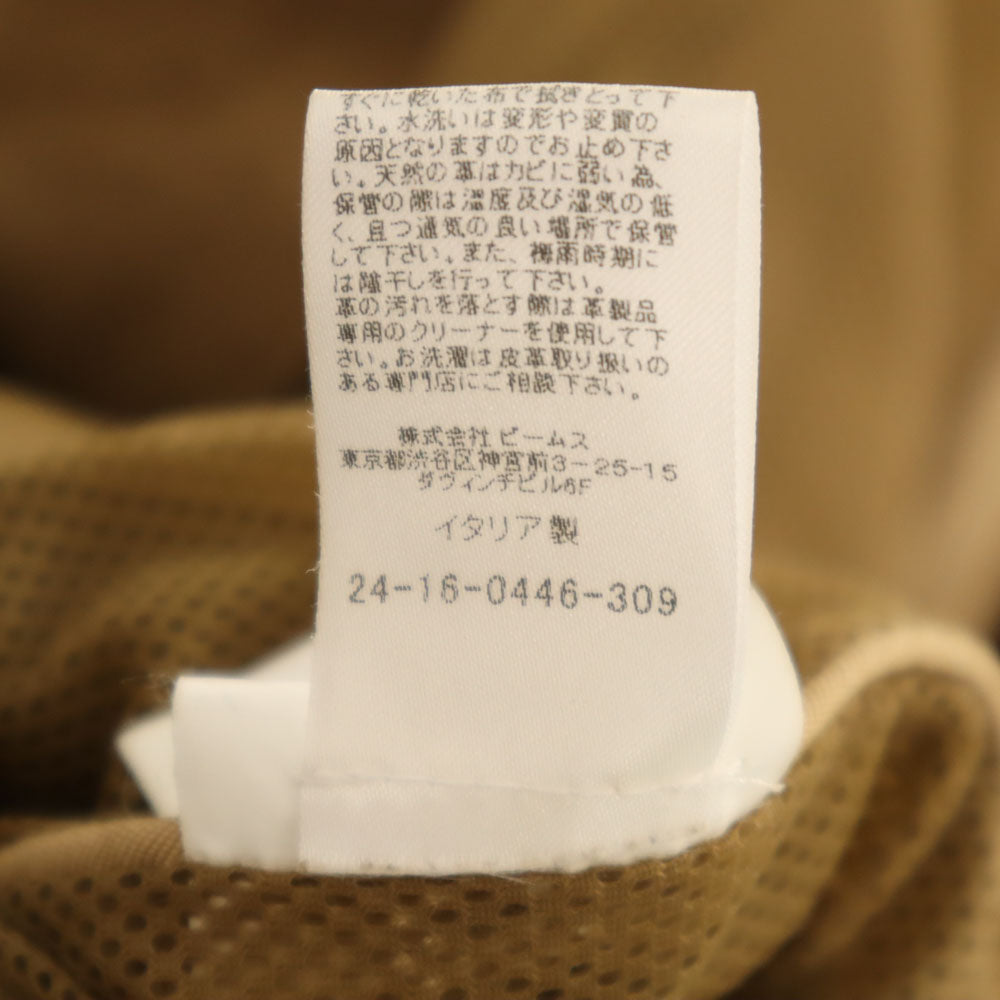 すぐに乾いた布で拭きとって下
さい。水洗いは変形や変質の
原因となりますのでお止め下さ
い。天然の革はカビに弱い為、
保管の際は温度及び湿気の低
く、且つ通気の良い場所で保管
して下さい。また、梅雨時期に
は陰干しを行って下さい。
革の汚れを落とす際は革製品
専用のクリーナーを使用して下
さい。お洗濯は皮革取り扱いの
ある専門店にご相談下さい。
株式会社 ビームス
東京都渋谷区神宮前3-25-15
ダヴィンチビル6F
イタリア製
24-16-0446-309